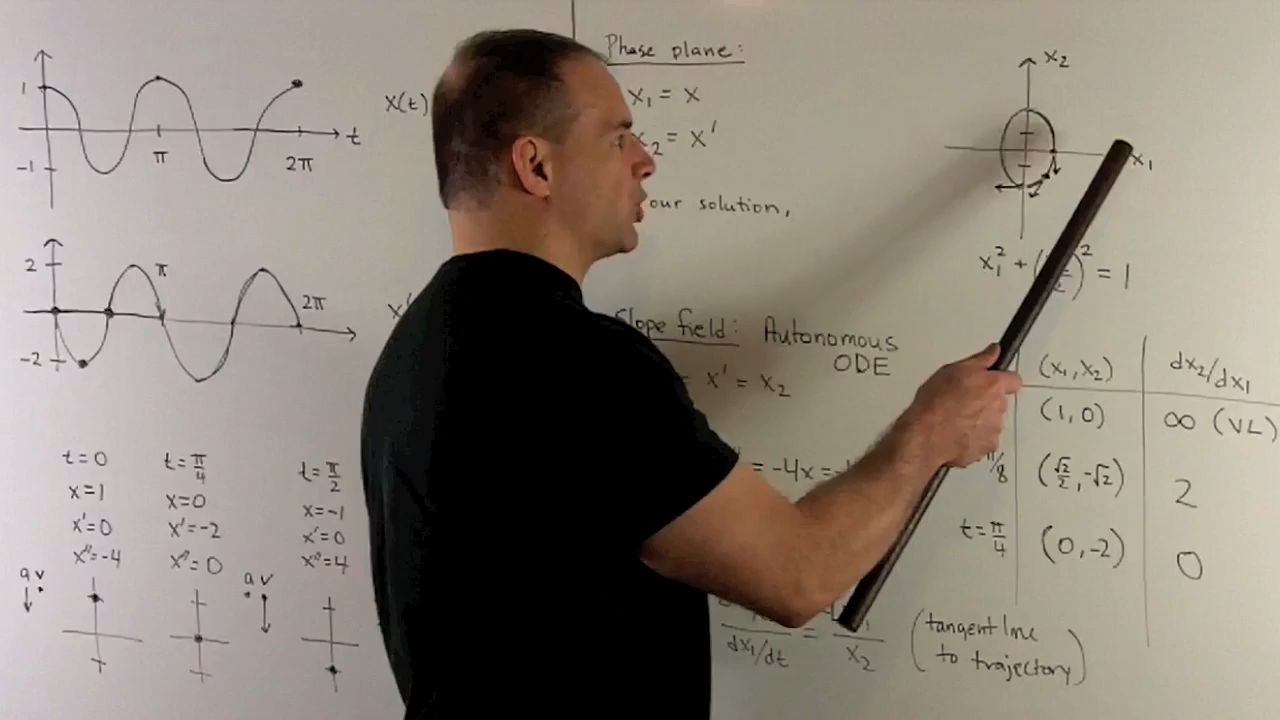 1
-1
π
2π
t
x(t)
2
-2
π
2π
x'
t=0
x=1
x'=0
x"=-4
t=π/4
x=0
x'=-2
x"=0
t=π/2
x=-1
x'=0
x"=4
a v
a v
Phase plane:
x₁ = x
x₂ = x'
our solution,
Slope field: Autonomous
ODE
= x' = x₂
= -4x = -
dx₁/dt = x₂
(tangent line
to trajectory)
x₂
x₁
x₁² + ( )² = 1
(x₁, x₂) dx₂/dx₁
(1, 0) ∞ (VL)
π/8 (√2/2, -√2) 2
t=π/4 (0, -2) 0